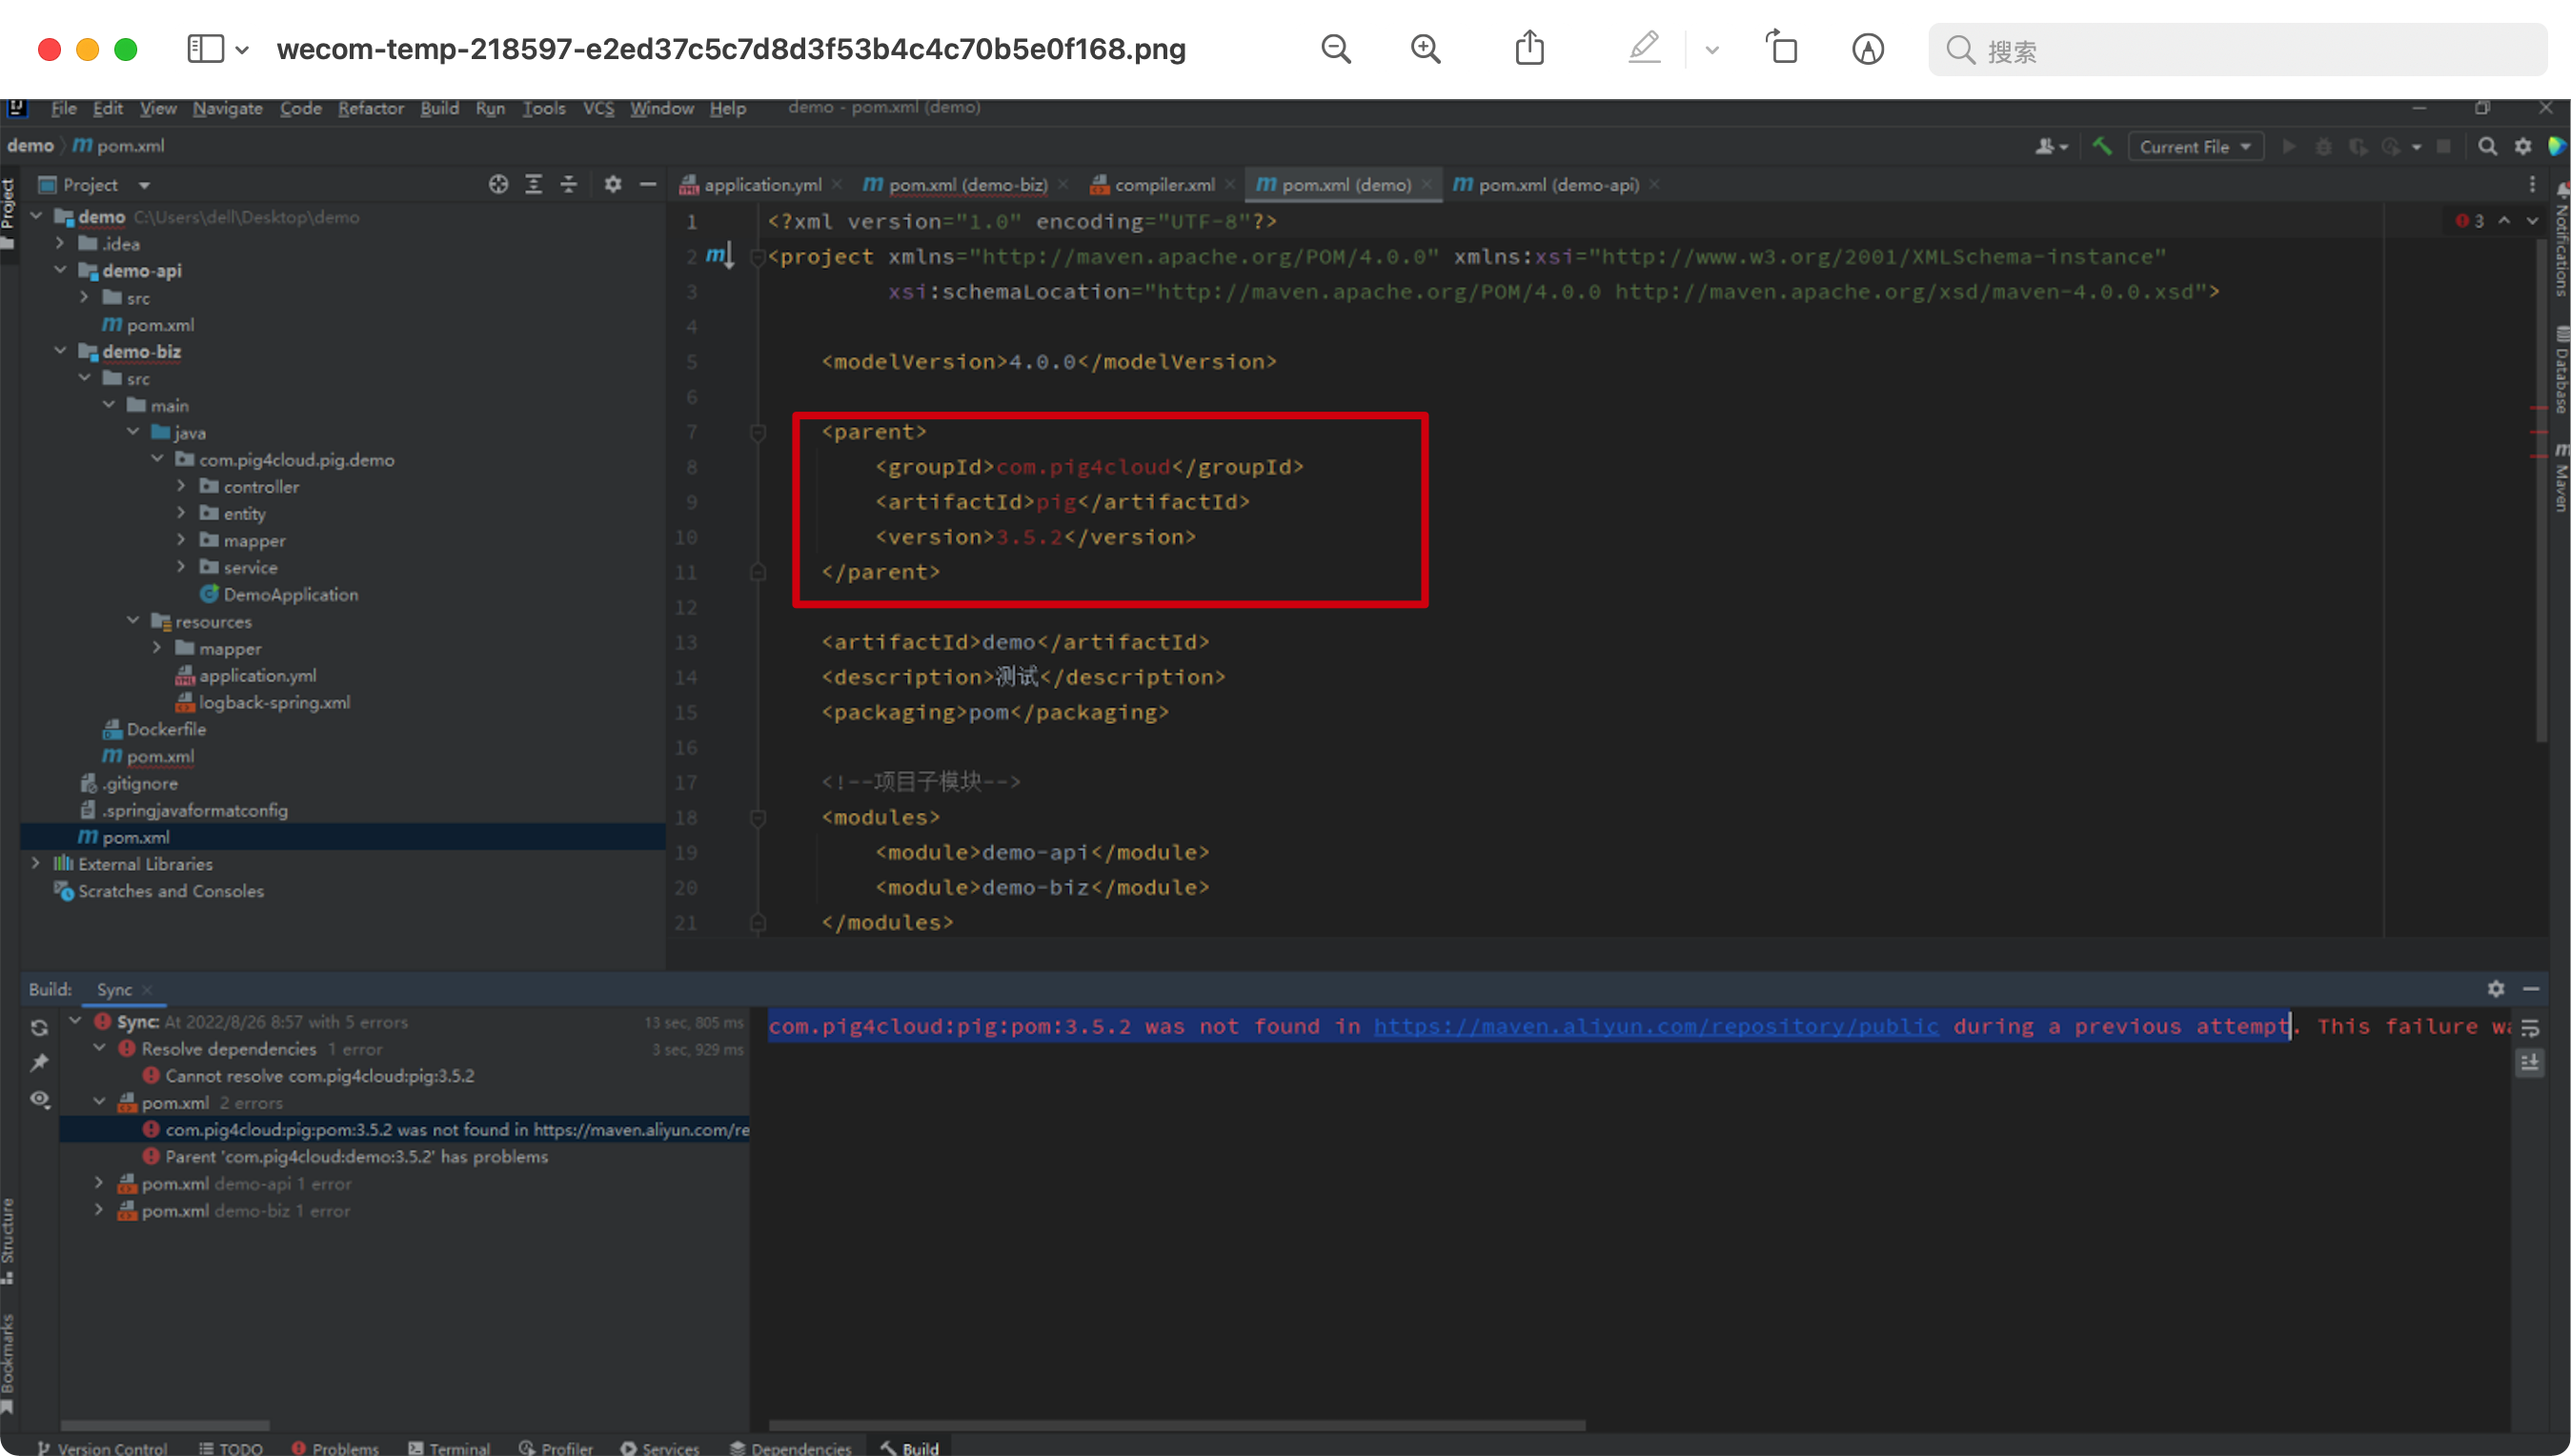 wecom-temp-218597-e2ed37c5c7d8d3f53b4c4c70b5e0f168.png
搜索
File Edit View Navigate Code Refactor Build Run Tools VCS Window Help demo - pom.xml (demo)
demo pom.xml
Current File
Project
application.yml
pom.xml (demo-biz)
compiler.xml
pom.xml (demo)
pom.xml (demo-api)
Project
Notifications
Database
Maven
demo C:\Users\dell\Desktop\demo
.idea
demo-api
src
pom.xml
demo-biz
src
main
java
com.pig4cloud.pig.demo
controller
entity
mapper
service
DemoApplication
resources
mapper
application.yml
logback-spring.xml
Dockerfile
pom.xml
.gitignore
.springjavaformatconfig
pom.xml
External Libraries
Scratches and Consoles
3
1 <?xml version="1.0" encoding="UTF-8"?>
2 <project xmlns="http://maven.apache.org/POM/4.0.0" xmlns:xsi="http://www.w3.org/2001/XMLSchema-instance"
3 xsi:schemaLocation="http://maven.apache.org/POM/4.0.0 http://maven.apache.org/xsd/maven-4.0.0.xsd">
4
5 <modelVersion>4.0.0</modelVersion>
6
7 <parent>
8 <groupId>com.pig4cloud</groupId>
9 <artifactId>pig</artifactId>
10 <version>3.5.2</version>
11 </parent>
12
13 <artifactId>demo</artifactId>
14 <description>测试</description>
15 <packaging>pom</packaging>
16
17 <!--项目子模块-->
18 <modules>
19 <module>demo-api</module>
20 <module>demo-biz</module>
21 </modules>
Build: Sync
Sync: At 2022/8/26 8:57 with 5 errors 13 sec, 805 ms
Resolve dependencies 1 error 3 sec, 929 ms
Cannot resolve com.pig4cloud:pig:3.5.2
pom.xml 2 errors
com.pig4cloud:pig:pom:3.5.2 was not found in https://maven.aliyun.com/re
Parent 'com.pig4cloud:demo:3.5.2' has problems
pom.xml demo-api 1 error
pom.xml demo-biz 1 error
com.pig4cloud:pig:pom:3.5.2 was not found in https://maven.aliyun.com/repository/public during a previous attempt. This failure wa
Structure
Bookmarks
Version Control TODO Problems Terminal Profiler Services Dependencies Build